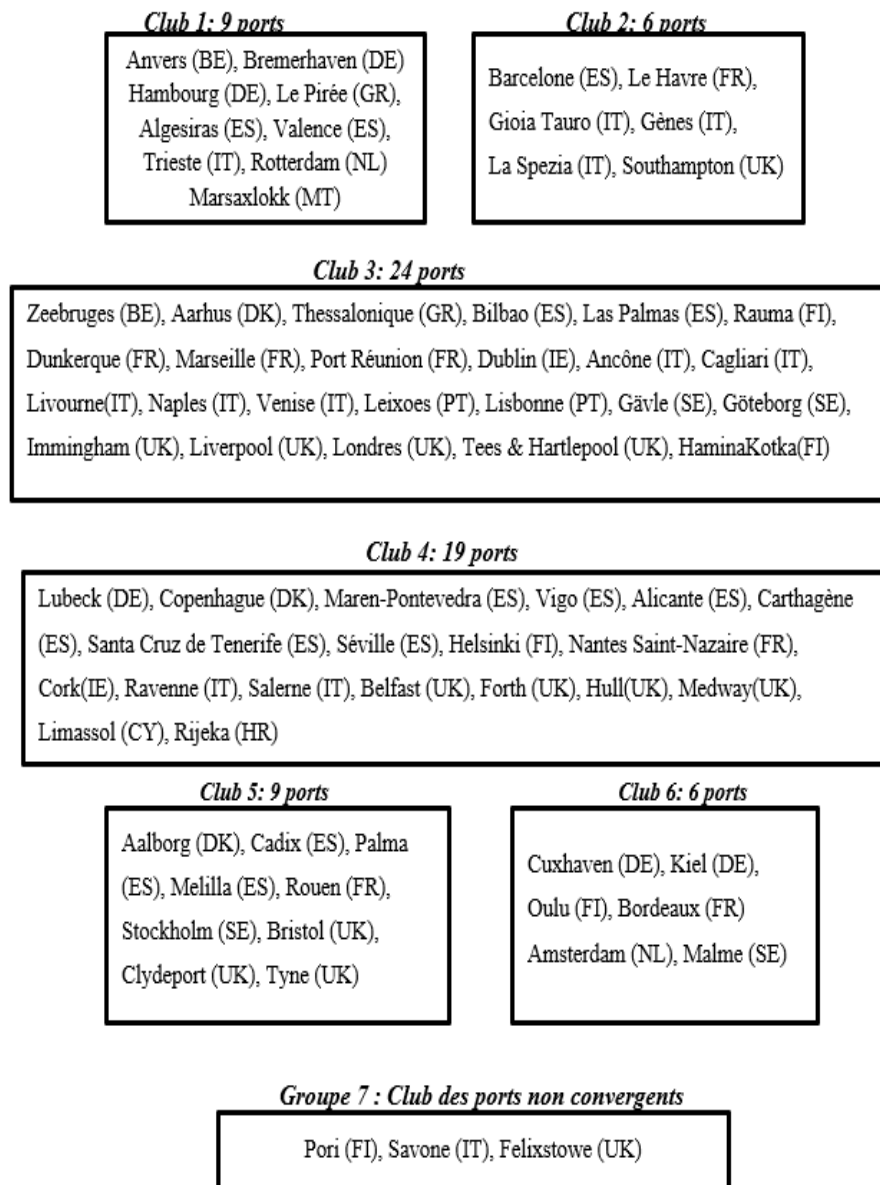 Club 1: 9 ports
Anvers (BE), Bremerhaven (DE)
Hambourg (DE), Le Pirée (GR),
Algesiras (ES), Valence (ES),
Trieste (IT), Rotterdam (NL)
Marsaxlokk (MT)
Club 2: 6 ports
Barcelone (ES), Le Havre (FR),
Gioia Tauro (IT), Gènes (IT),
La Spezia (IT), Southampton (UK)
Club 3: 24 ports
Zeebruges (BE), Aarhus (DK), Thessalonique (GR), Bilbao (ES), Las Palmas (ES), Rauma (FI),
Dunkerque (FR), Marseille (FR), Port Réunion (FR), Dublin (IE), Ancône (IT), Cagliari (IT),
Livourne(IT), Naples (IT), Venise (IT), Leixoes (PT), Lisbonne (PT), Gävle (SE), Göteborg (SE),
Immingham (UK), Liverpool (UK), Londres (UK), Tees & Hartlepool (UK), HaminaKotka(FI)
Club 4: 19 ports
Lubeck (DE), Copenhague (DK), Maren-Pontevedra (ES), Vigo (ES), Alicante (ES), Carthagène
(ES), Santa Cruz de Tenerife (ES), Séville (ES), Helsinki (FI), Nantes Saint-Nazaire (FR),
Cork(IE), Ravenne (IT), Salerne (IT), Belfast (UK), Forth (UK), Hull(UK), Medway(UK),
Limassol (CY), Rijeka (HR)
Club 5: 9 ports
Aalborg (DK), Cadix (ES), Palma
(ES), Melilla (ES), Rouen (FR),
Stockholm (SE), Bristol (UK),
Clydeport (UK), Tyne (UK)
Club 6: 6 ports
Cuxhaven (DE), Kiel (DE),
Oulu (FI), Bordeaux (FR)
Amsterdam (NL), Malme (SE)
Groupe 7 : Club des ports non convergents
Pori (FI), Savone (IT), Felixstowe (UK)